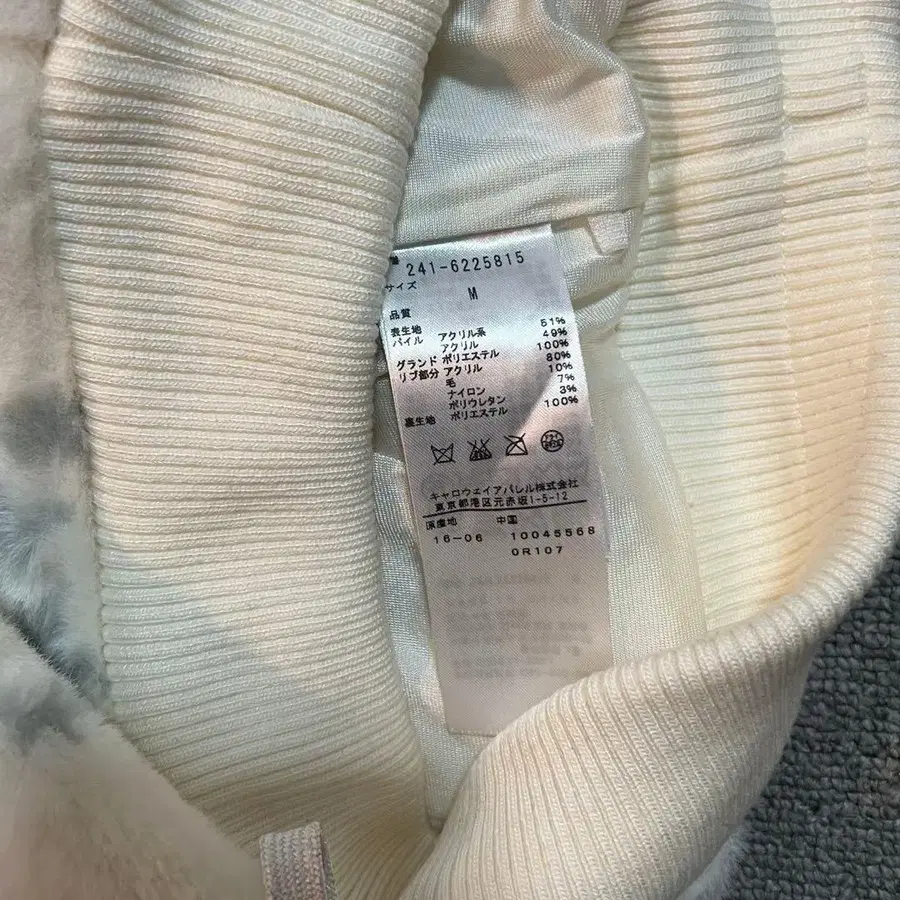 241-6225815
サイズ
M
品質
表生地
パイル アクリル系 51%
アクリル 49%
グランド ポリエステル 100%
リブ部分 アクリル 80%
毛 10%
ナイロン 7%
ポリウレタン 3%
裏生地 ポリエステル 100%
キャロウェイアパレル株式会社
東京都港区元赤坂1-5-12
原産地 中国
16-06 10045568
0R107